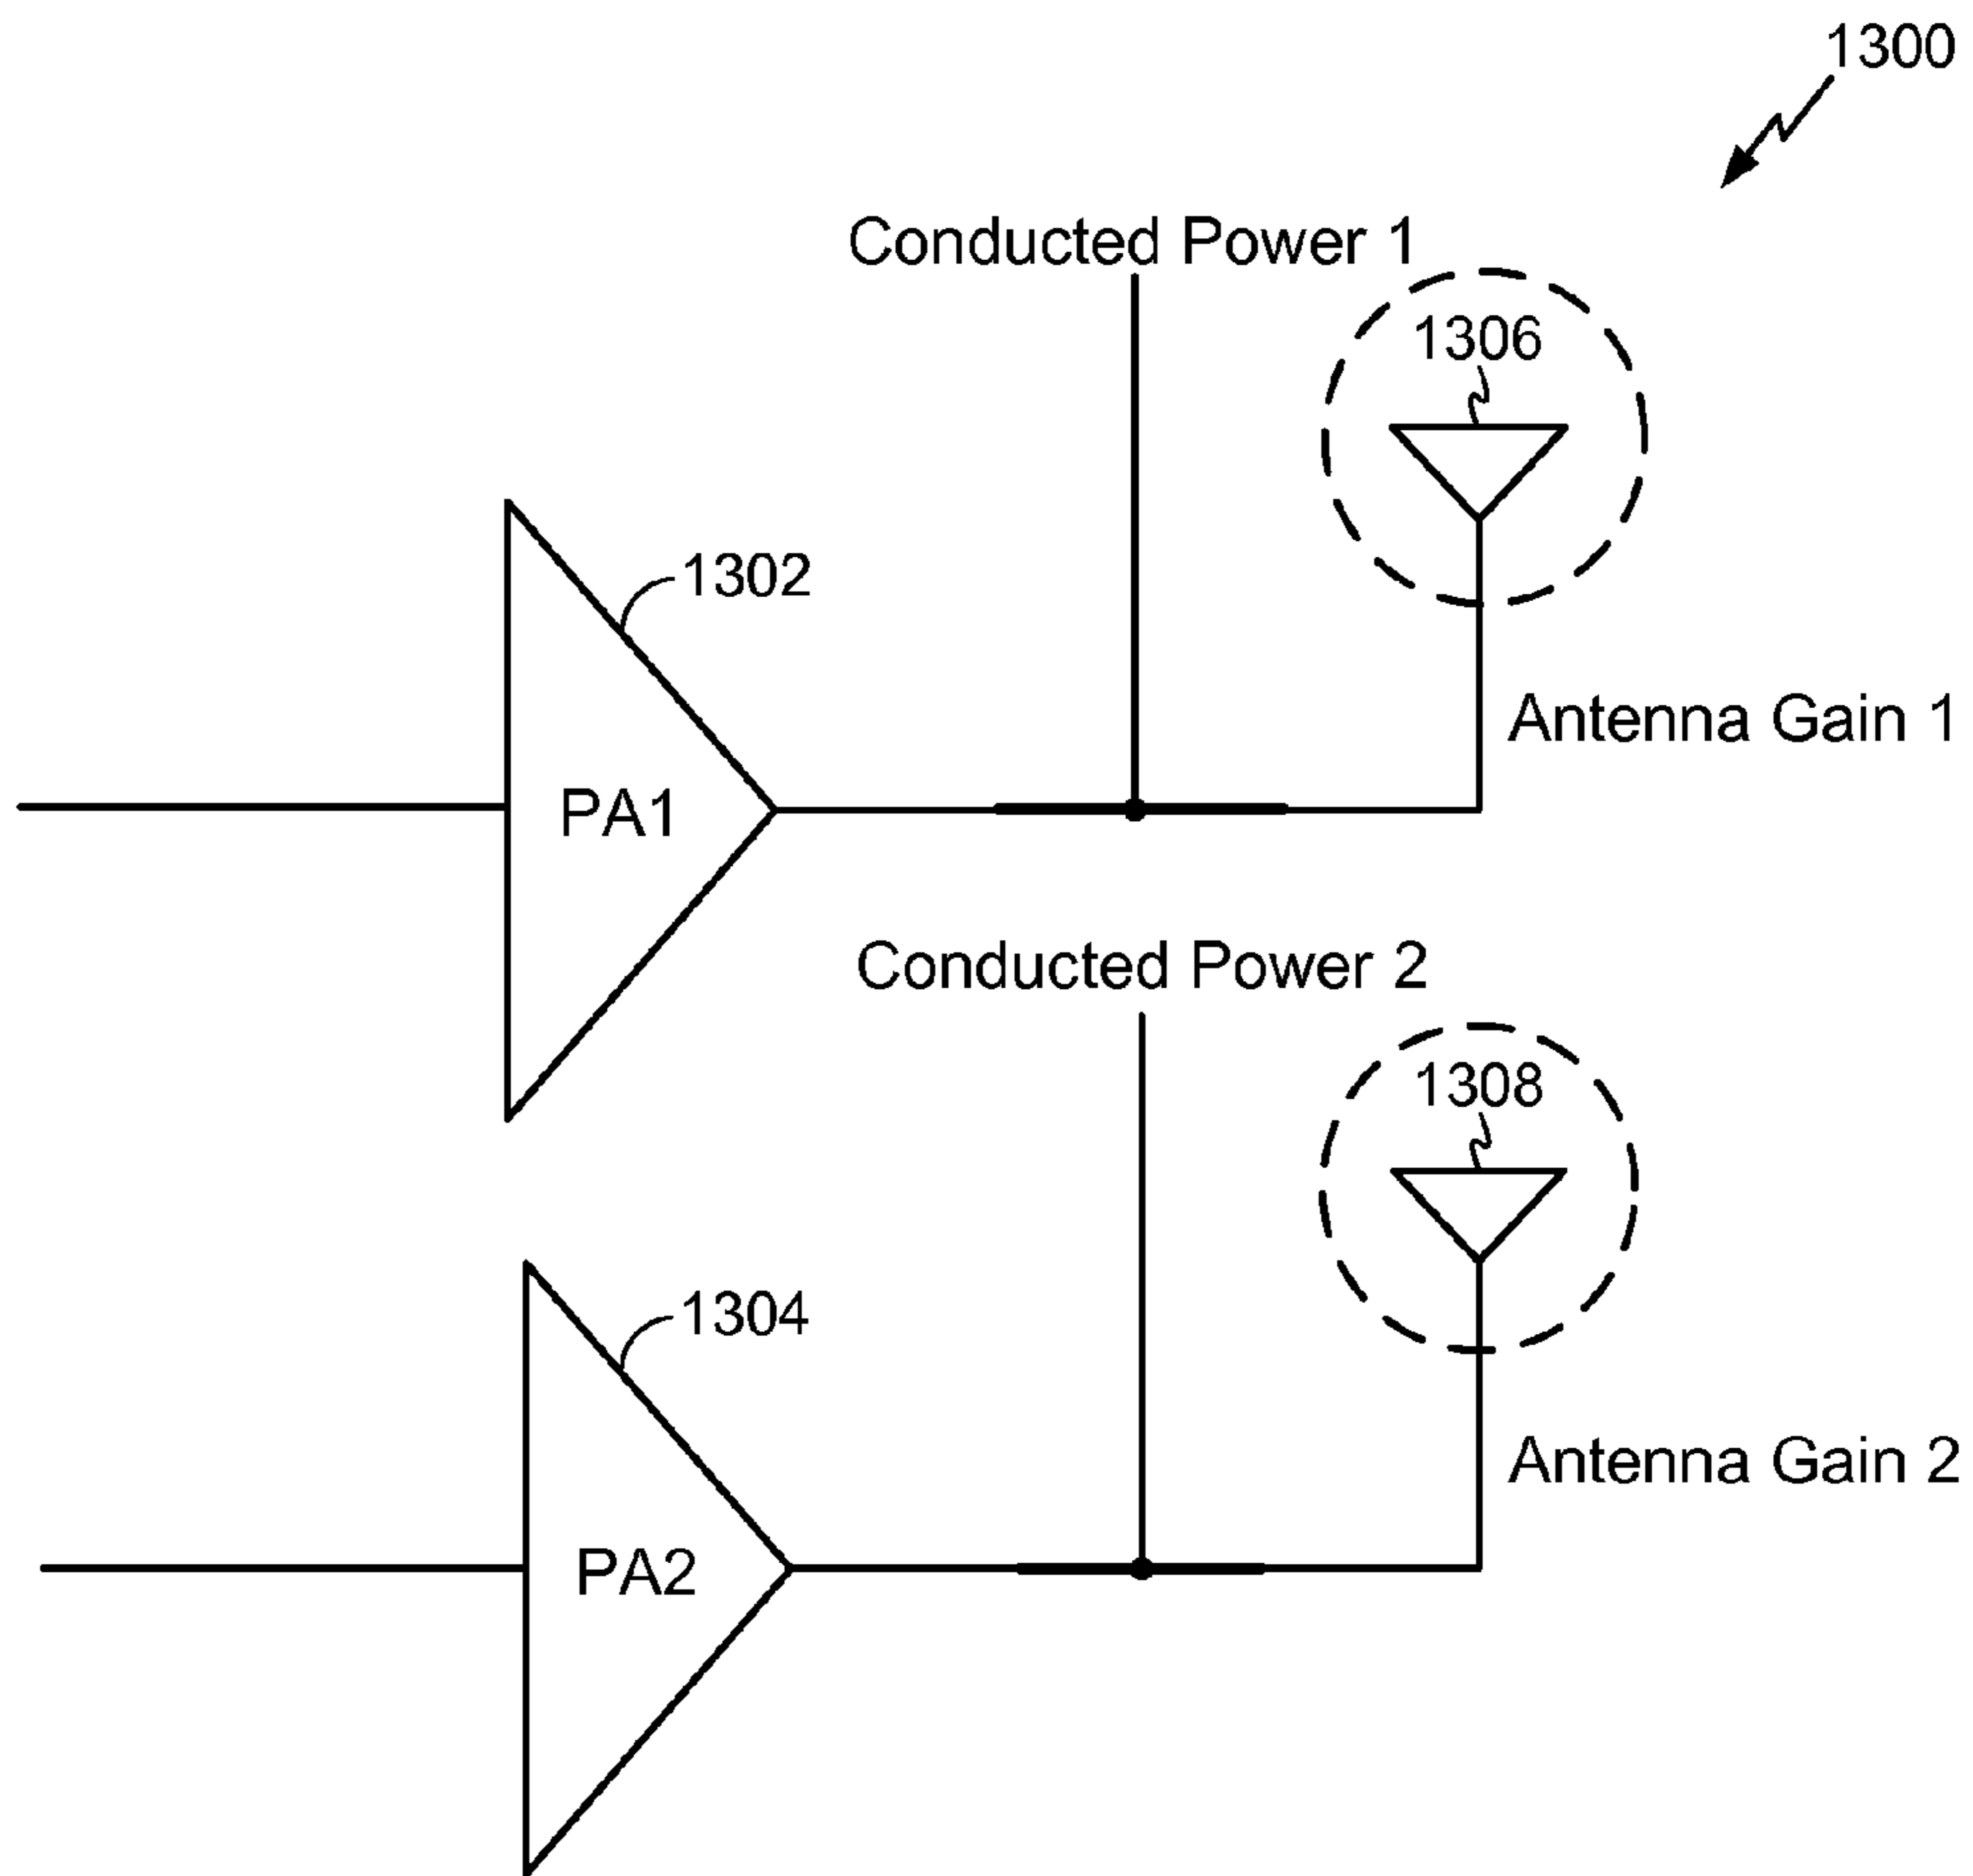 1300
Conducted Power 1
1306
1302
Antenna Gain 1
PA1
Conducted Power 2
1308
1304
Antenna Gain 2
PA2